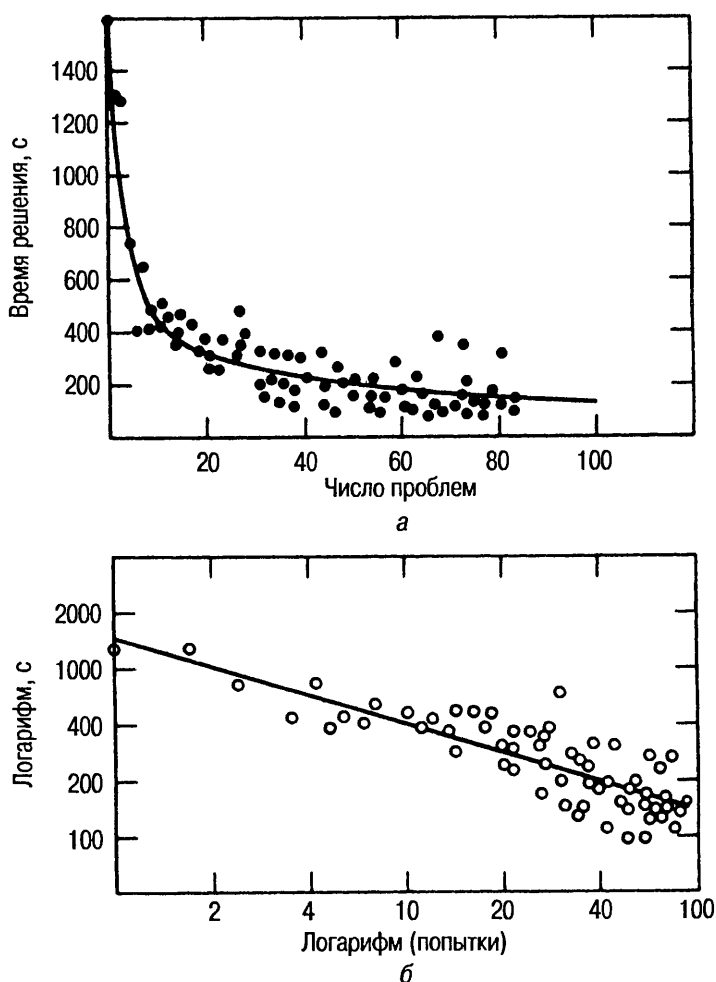 1400
1200
1000
800
600
400
200
Время решения, с
20 40 60 80 100
Число проблем
а
2000
1000
400
200
100
Логарифм, с
2 4 10 20 40 100
Логарифм (попытки)
б